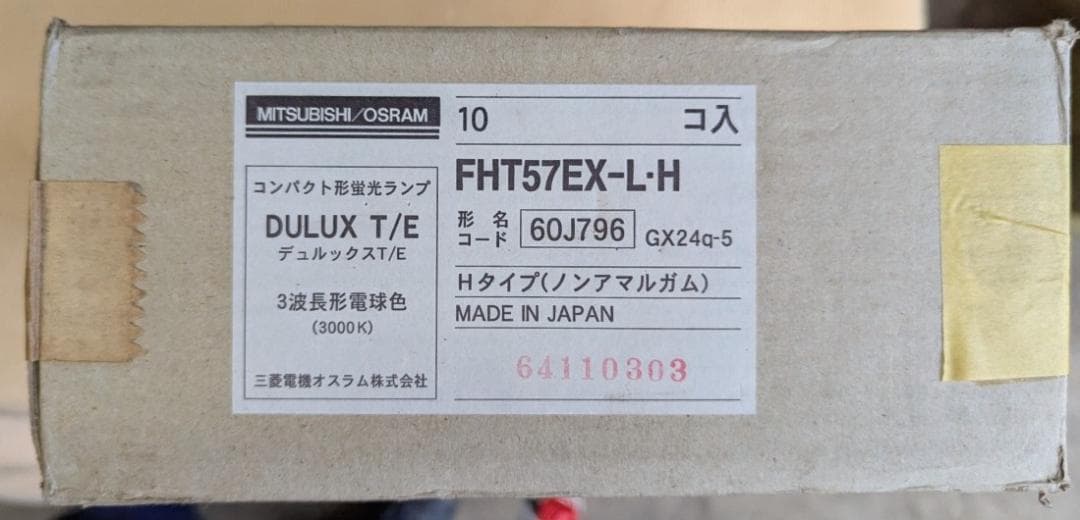 MITSUBISHI/OSRAM
コンパクト形蛍光ランプ
DULUX T/E
デュルックスT/E
3波長形電球色
(3000K)
三菱電機オスラム株式会社
10 コ入
FHT57EX-L·H
形名コード 60J796 GX24q-5
Hタイプ(ノンアマルガム)
MADE IN JAPAN
64110303